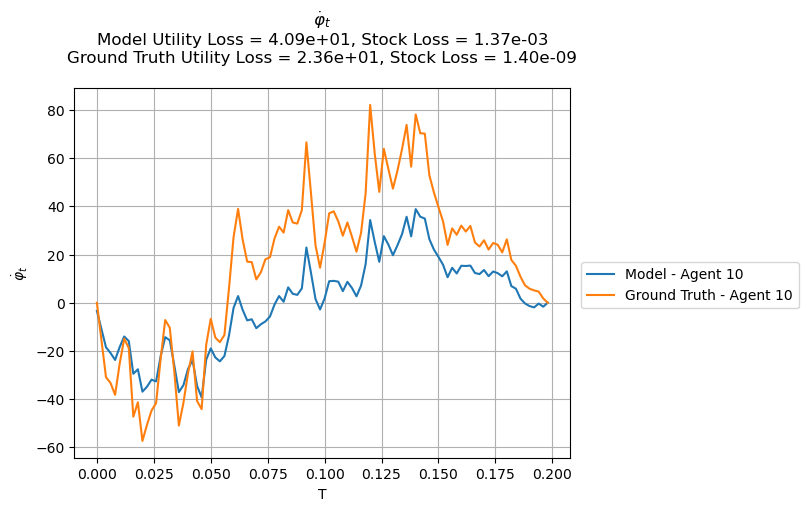 φ̇ₜ
Model Utility Loss = 4.09e+01, Stock Loss = 1.37e-03
Ground Truth Utility Loss = 2.36e+01, Stock Loss = 1.40e-09
80
60
40
20
0
−20
−40
−60
φ̇ₜ
0.000 0.025 0.050 0.075 0.100 0.125 0.150 0.175 0.200
T
Model - Agent 10
Ground Truth - Agent 10